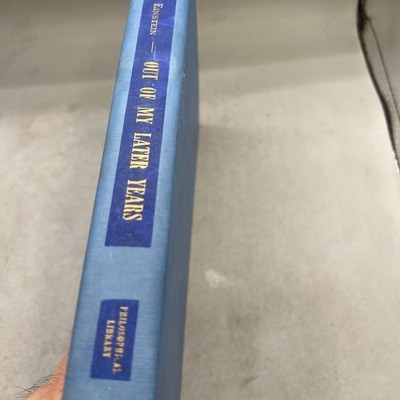 EINSTEIN — OUT OF MY LATER YEARS
PHILOSOPHICAL
LIBRARY